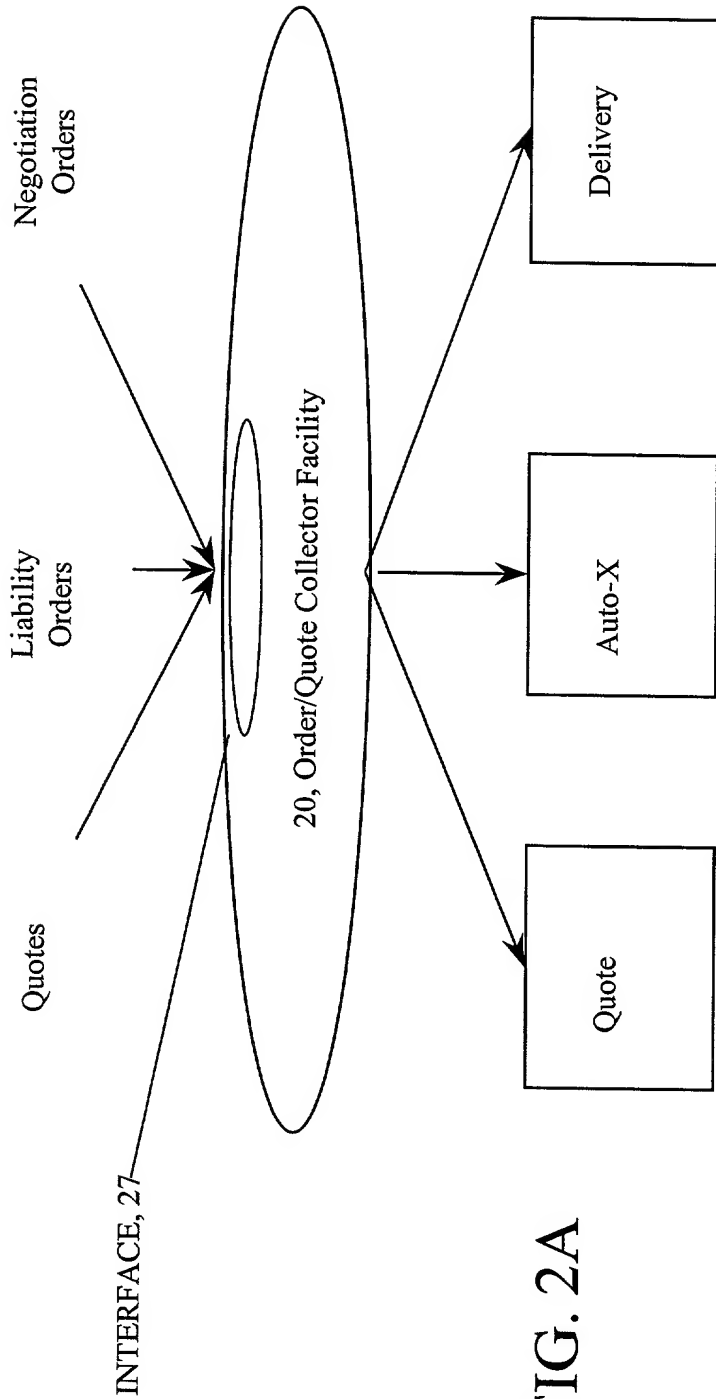 Quotes
Liability
Orders
Negotiation
Orders
INTERFACE, 27
20, Order/Quote Collector Facility
Quote
Auto-X
Delivery
FIG. 2A